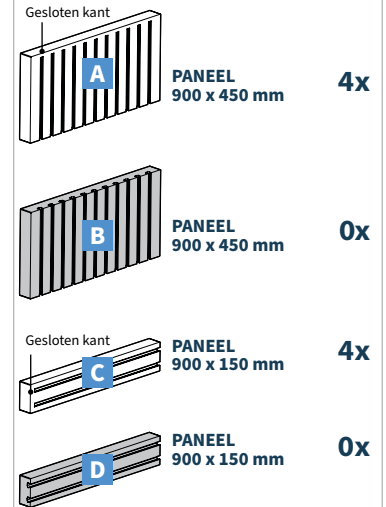 Gesloten kant
A
PANEEL
900 x 450 mm
4x
B
PANEEL
900 x 450 mm
0x
Gesloten kant
C
PANEEL
900 x 150 mm
4x
D
PANEEL
900 x 150 mm
0x